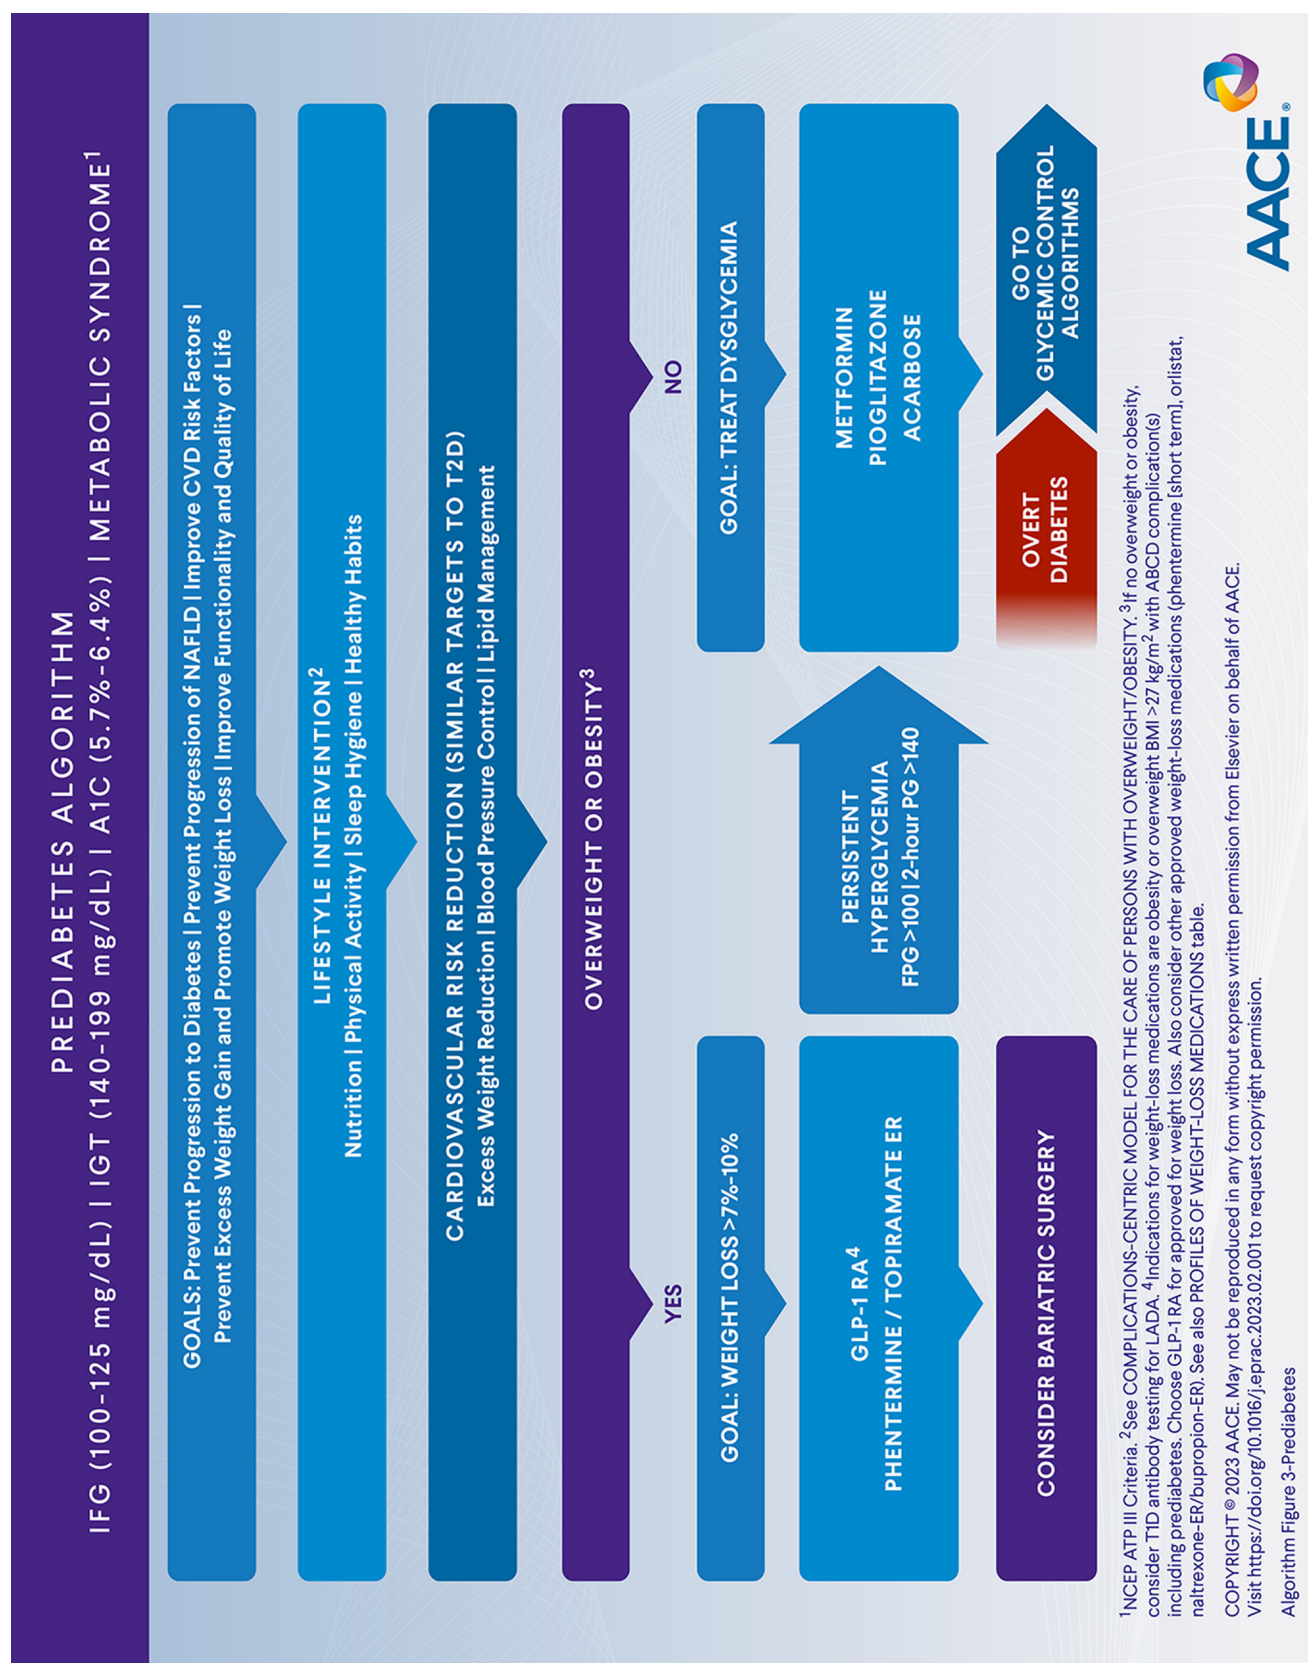 PREDIABETES ALGORITHM
IFG (100-125 mg/dL) | IGT (140-199 mg/dL) | A1C (5.7%-6.4%) | METABOLIC SYNDROME¹
GOALS: Prevent Progression to Diabetes | Prevent Progression of NAFLD | Improve CVD Risk Factors |
Prevent Excess Weight Gain and Promote Weight Loss | Improve Functionality and Quality of Life
LIFESTYLE INTERVENTION²
Nutrition | Physical Activity | Sleep Hygiene | Healthy Habits
CARDIOVASCULAR RISK REDUCTION (SIMILAR TARGETS TO T2D)
Excess Weight Reduction | Blood Pressure Control | Lipid Management
OVERWEIGHT OR OBESITY³
YES
NO
GOAL: WEIGHT LOSS >7%-10%
GOAL: TREAT DYSGLYCEMIA
GLP-1 RA⁴
PHENTERMINE / TOPIRAMATE ER
PERSISTENT
HYPERGLYCEMIA
FPG >100 | 2-hour PG >140
METFORMIN
PIOGLITAZONE
ACARBOSE
CONSIDER BARIATRIC SURGERY
OVERT
DIABETES
GO TO
GLYCEMIC CONTROL
ALGORITHMS
¹NCEP ATP III Criteria. ²See COMPLICATIONS-CENTRIC MODEL FOR THE CARE OF PERSONS WITH OVERWEIGHT/OBESITY. ³If no overweight or obesity,
consider T1D antibody testing for LADA. ⁴Indications for weight-loss medications are obesity or overweight BMI >27 kg/m² with ABCD complication(s)
including prediabetes. Choose GLP-1 RA for approved for weight loss. Also consider other approved weight-loss medications (phentermine [short term], orlistat,
naltrexone-ER/bupropion-ER). See also PROFILES OF WEIGHT-LOSS MEDICATIONS table.
COPYRIGHT © 2023 AACE. May not be reproduced in any form without express written permission from Elsevier on behalf of AACE.
Visit https://doi.org/10.1016/j.eprac.2023.02.001 to request copyright permission.
Algorithm Figure 3-Prediabetes
AACE®